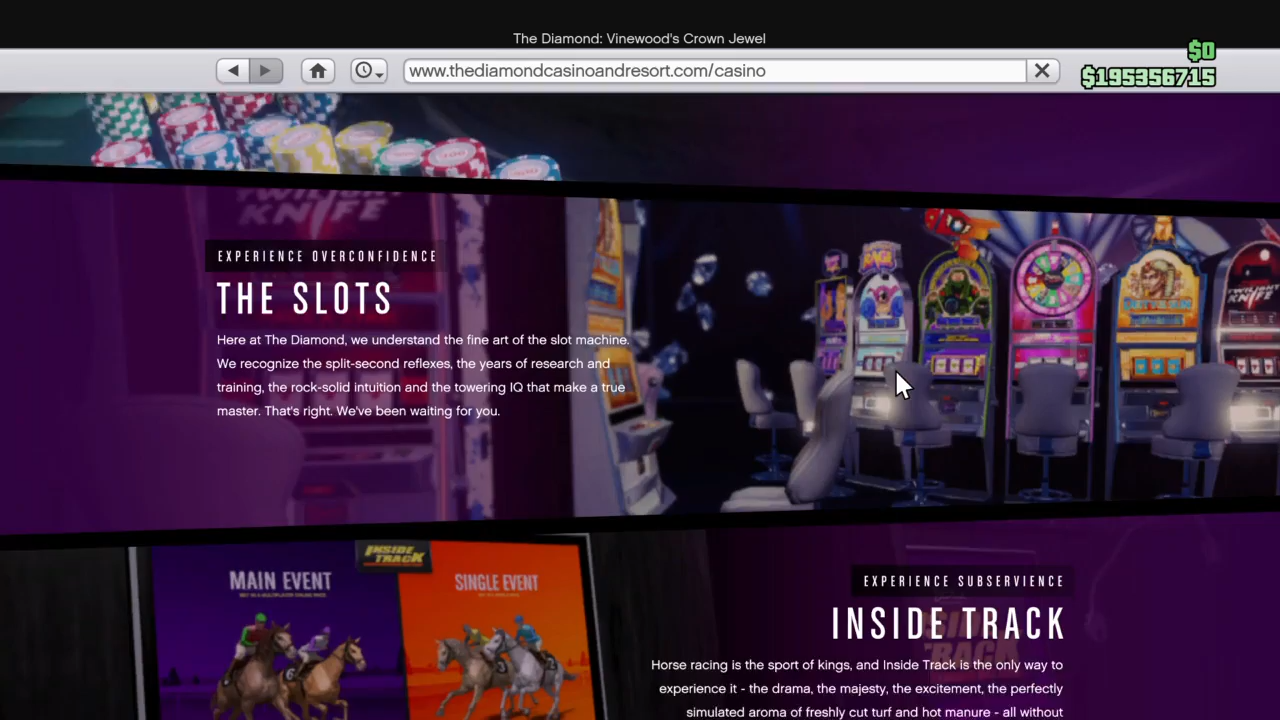 The Diamond: Vinewood's Crown Jewel
$0
www.thediamondcasinoandresort.com/casino
$195356715
TWILIGHT
KNIFE
EXPERIENCE OVERCONFIDENCE
THE SLOTS
Here at The Diamond, we understand the fine art of the slot machine.
We recognize the split-second reflexes, the years of research and
training, the rock-solid intuition and the towering IQ that make a true
master. That's right. We've been waiting for you.
RAGE
TWILIGHT
KNIFE
INSIDE
TRACK
MAIN EVENT
SINGLE EVENT
EXPERIENCE SUBSERVIENCE
INSIDE TRACK
Horse racing is the sport of kings, and Inside Track is the only way to
experience it - the drama, the majesty, the excitement, the perfectly
simulated aroma of freshly cut turf and hot manure - all without